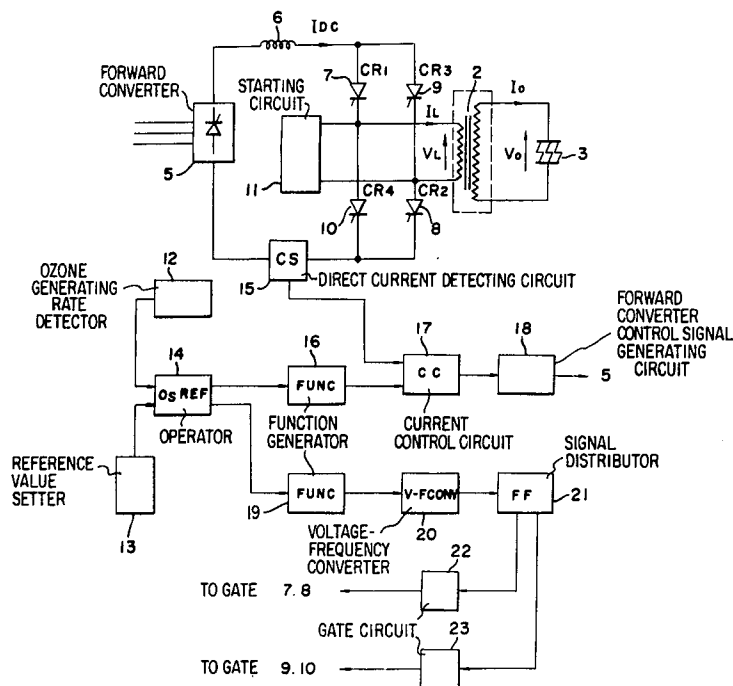 6
IDC
FORWARD
CONVERTER
5
STARTING
CIRCUIT
11
7
CR1
CR3
9
2
IO
IL
VL
VO
3
10
CR4
CR2
8
CS
15
DIRECT CURRENT DETECTING CIRCUIT
OZONE
GENERATING
RATE
DETECTOR
12
14
OS REF
OPERATOR
REFERENCE
VALUE
SETTER
13
16
FUNC
FUNCTION
GENERATOR
17
CC
CURRENT
CONTROL CIRCUIT
18
FORWARD
CONVERTER
CONTROL SIGNAL
GENERATING
CIRCUIT
5
FUNC
19
V-FCONV
20
VOLTAGE-
FREQUENCY
CONVERTER
SIGNAL
DISTRIBUTOR
FF
21
22
TO GATE 7.8
GATE CIRCUIT
23
TO GATE 9.10